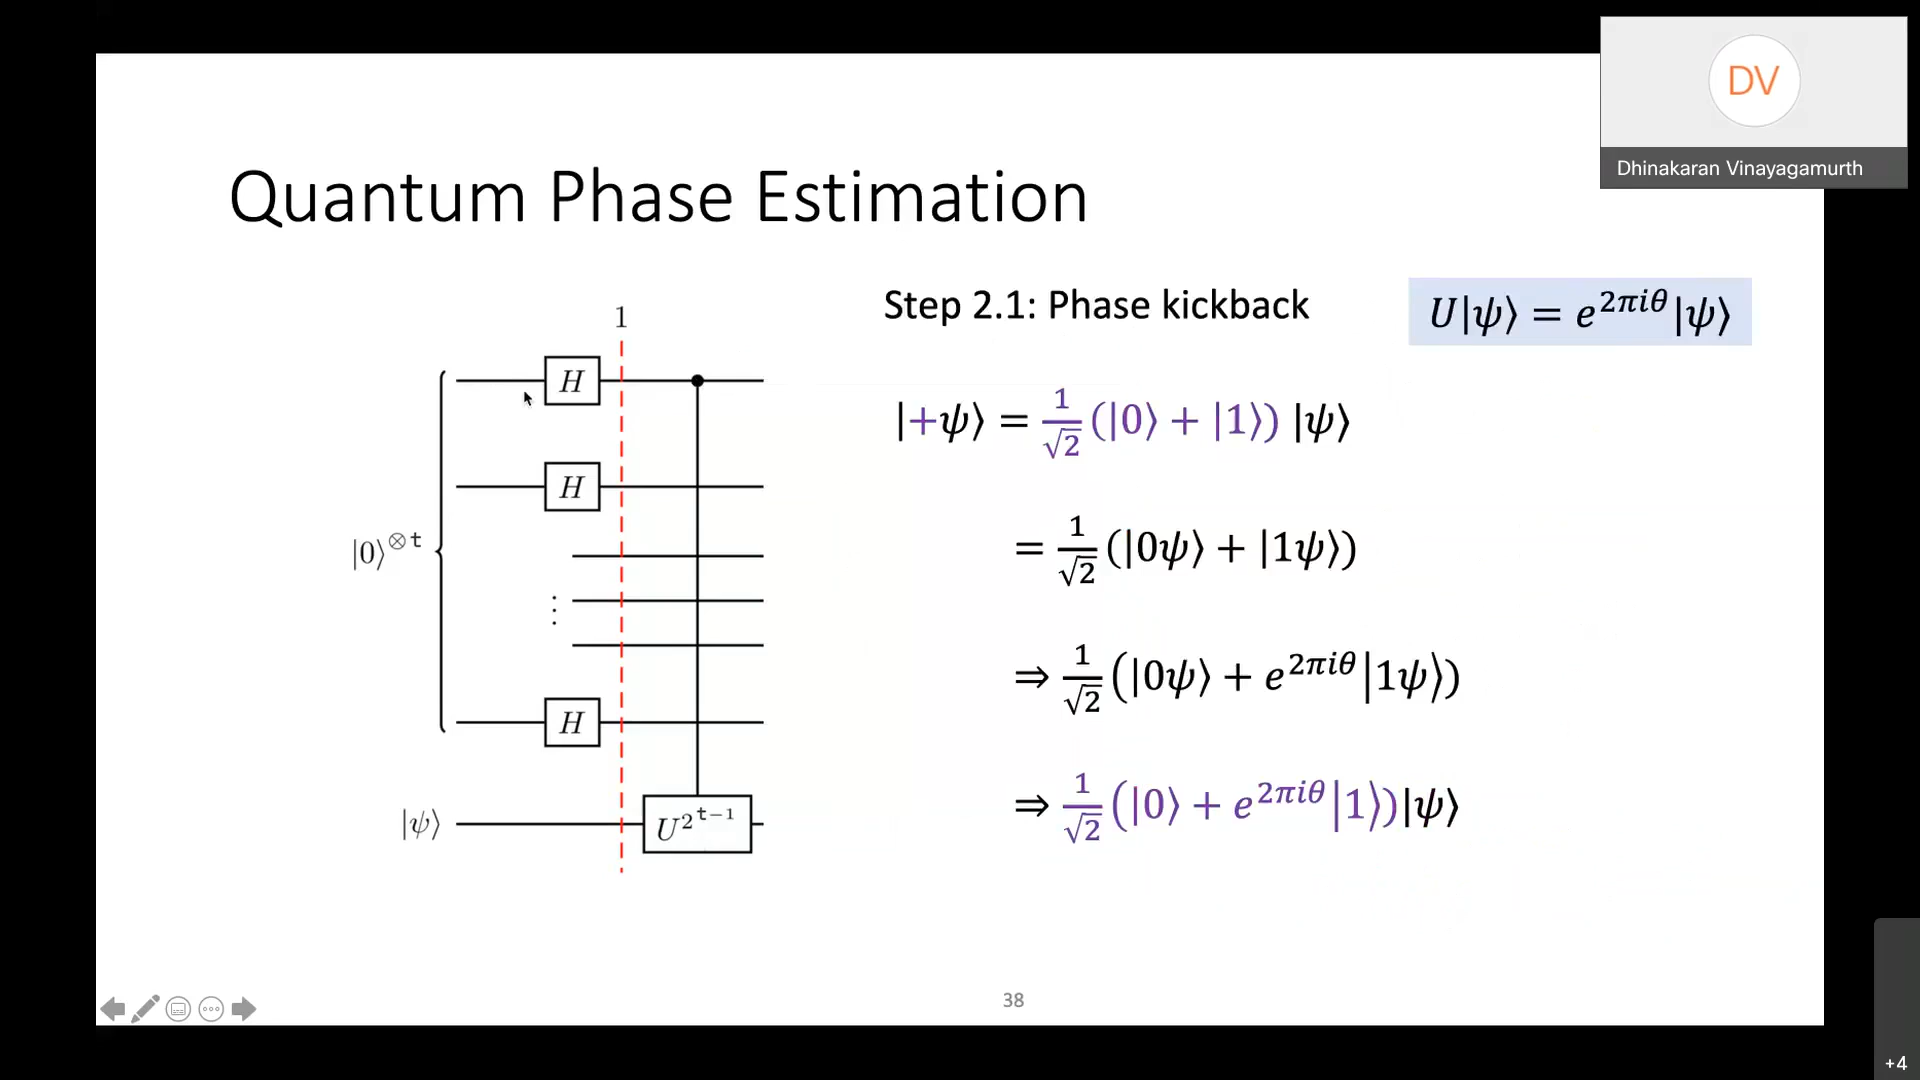 DV
Dhinakaran Vinayagamurth
Quantum Phase Estimation
Step 2.1: Phase kickback
U|ψ⟩ = e^{2πiθ}|ψ⟩
1
H
|+ψ⟩ = 1/√2 (|0⟩ + |1⟩) |ψ⟩
H
= 1/√2 (|0ψ⟩ + |1ψ⟩)
|0⟩^{⊗t}
⋮
⇒ 1/√2 (|0ψ⟩ + e^{2πiθ}|1ψ⟩)
H
⇒ 1/√2 (|0⟩ + e^{2πiθ}|1⟩)|ψ⟩
|ψ⟩
U^{2^{t−1}}
38
+4